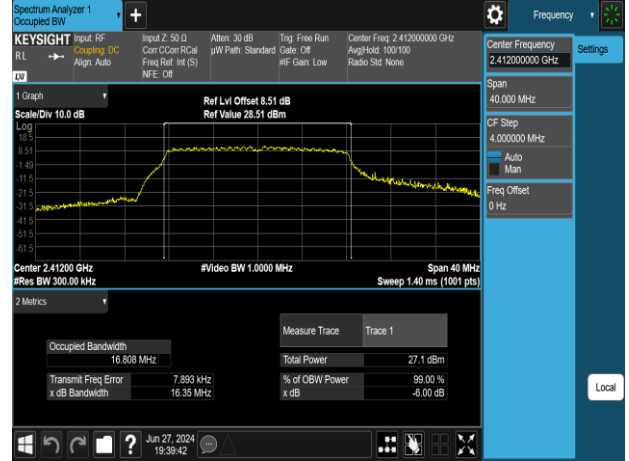 Spectrum Analyzer 1
Occupied BW
Frequency
KEYSIGHT
RL
LXI
Input: RF
Coupling: DC
Align: Auto
Input Z: 50 Ω
Corr CCorr RCal
Freq Ref: Int (S)
NFE: Off
Atten: 30 dB
µW Path: Standard
Trig: Free Run
Gate: Off
#IF Gain: Low
Center Freq: 2.412000000 GHz
Avg|Hold: 100/100
Radio Std: None
Center Frequency
2.412000000 GHz
Settings
Span
40.000 MHz
CF Step
4.000000 MHz
Auto
Man
Freq Offset
0 Hz
Local
1 Graph
Scale/Div 10.0 dB
Ref Lvl Offset 8.51 dB
Ref Value 28.51 dBm
Log
18.5
8.51
-1.49
-11.5
-21.5
-31.5
-41.5
-51.5
-61.5
Center 2.41200 GHz
#Res BW 300.00 kHz
#Video BW 1.0000 MHz
Span 40 MHz
Sweep 1.40 ms (1001 pts)
2 Metrics
Measure Trace Trace 1
Occupied Bandwidth
16.808 MHz
Total Power 27.1 dBm
Transmit Freq Error 7.893 kHz
% of OBW Power 99.00 %
x dB Bandwidth 16.35 MHz
x dB -6.00 dB
Jun 27, 2024
19:39:42